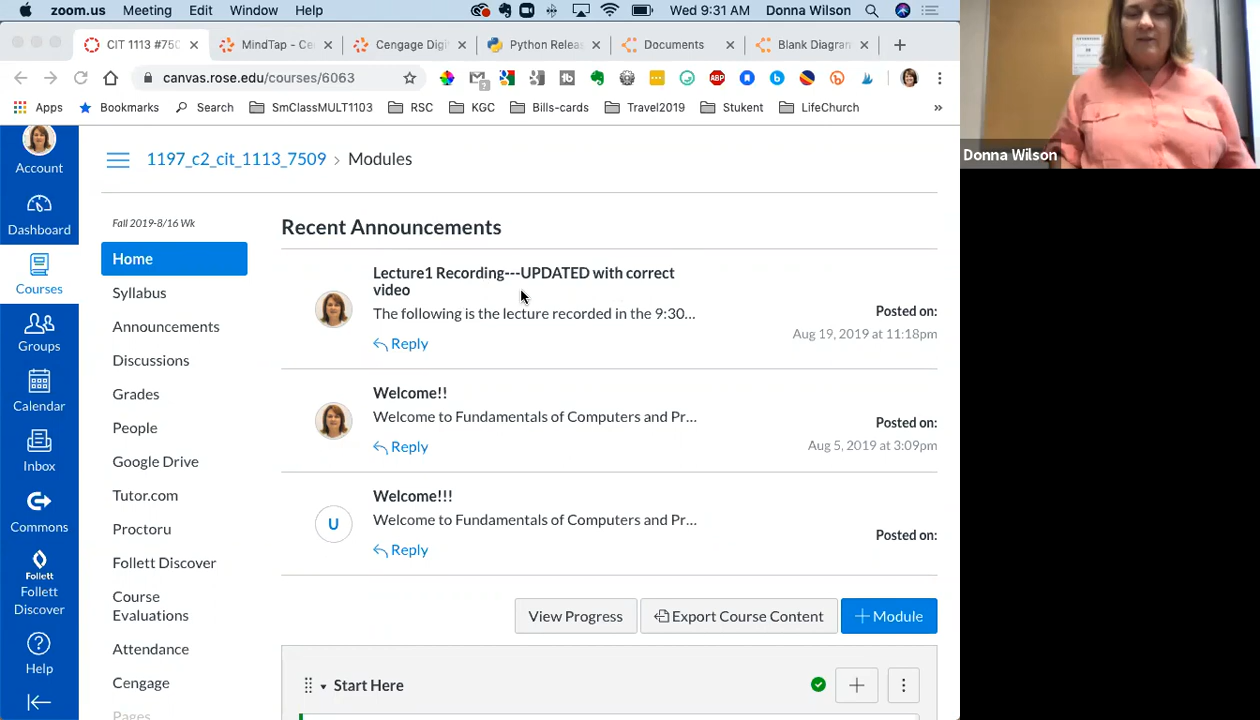 zoom.us Meeting Edit Window Help Wed 9:31 AM Donna Wilson
CIT 1113 #750 MindTap - Ce Cengage Digi Python Relea Documents Blank Diagran
canvas.rose.edu/courses/6063
ABP
Apps Bookmarks Search SmClassMULT1103 RSC KGC Bills-cards Travel2019 Stukent LifeChurch »
Donna Wilson
Account
Dashboard
Courses
Groups
Calendar
Inbox
Commons
Follett
Follett
Discover
Help
1197_c2_cit_1113_7509 › Modules
Fall 2019-8/16 Wk
Home
Syllabus
Announcements
Discussions
Grades
People
Google Drive
Tutor.com
Proctoru
Follett Discover
Course
Evaluations
Attendance
Cengage
Pages
Recent Announcements
Lecture1 Recording---UPDATED with correct
video
The following is the lecture recorded in the 9:30...
Reply
Posted on:
Aug 19, 2019 at 11:18pm
Welcome!!
Welcome to Fundamentals of Computers and Pr...
Reply
Posted on:
Aug 5, 2019 at 3:09pm
U
Welcome!!!
Welcome to Fundamentals of Computers and Pr...
Reply
Posted on:
View Progress Export Course Content + Module
Start Here